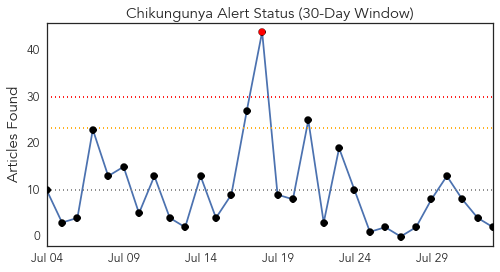 Chikungunya Alert Status (30-Day Window)
Articles Found
40
30
20
10
0
Jul 04
Jul 09
Jul 14
Jul 19
Jul 24
Jul 29